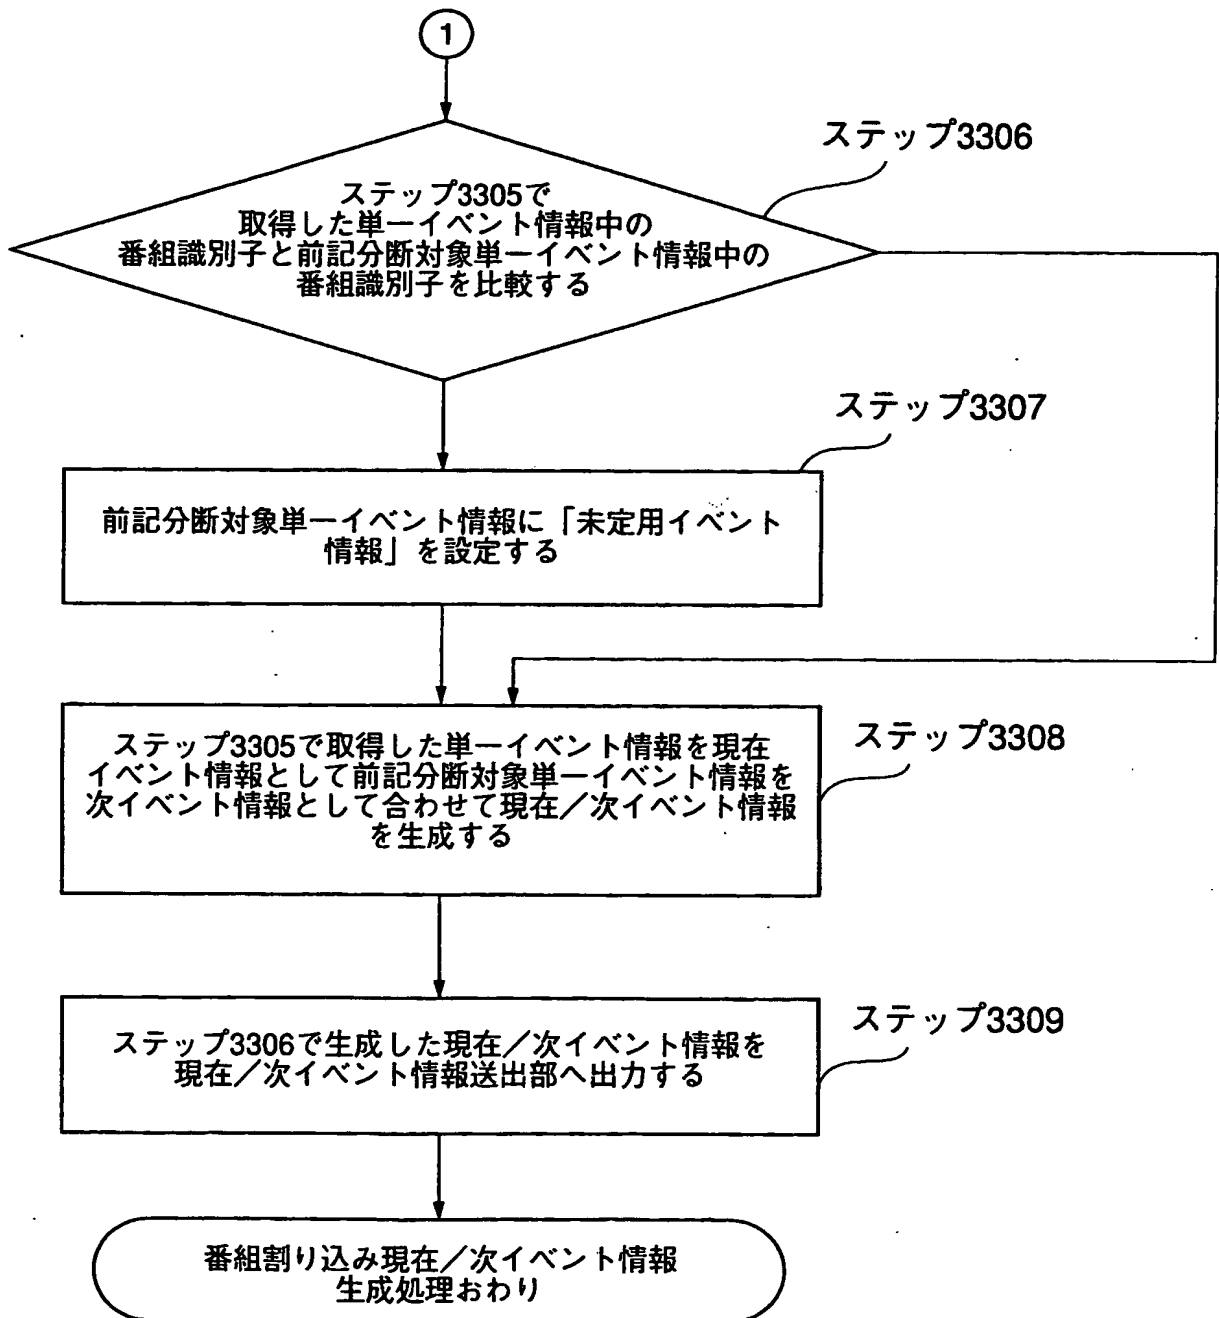 1
ステップ3306
ステップ3305で
取得した単一イベント情報中の
番組識別子と前記分断対象単一イベント情報中の
番組識別子を比較する
ステップ3307
前記分断対象単一イベント情報に「未定用イベント
情報」を設定する
ステップ3308
ステップ3305で取得した単一イベント情報を現在
イベント情報として前記分断対象単一イベント情報を
次イベント情報として合わせて現在／次イベント情報
を生成する
ステップ3309
ステップ3306で生成した現在／次イベント情報を
現在／次イベント情報送出部へ出力する
番組割り込み現在／次イベント情報
生成処理おわり